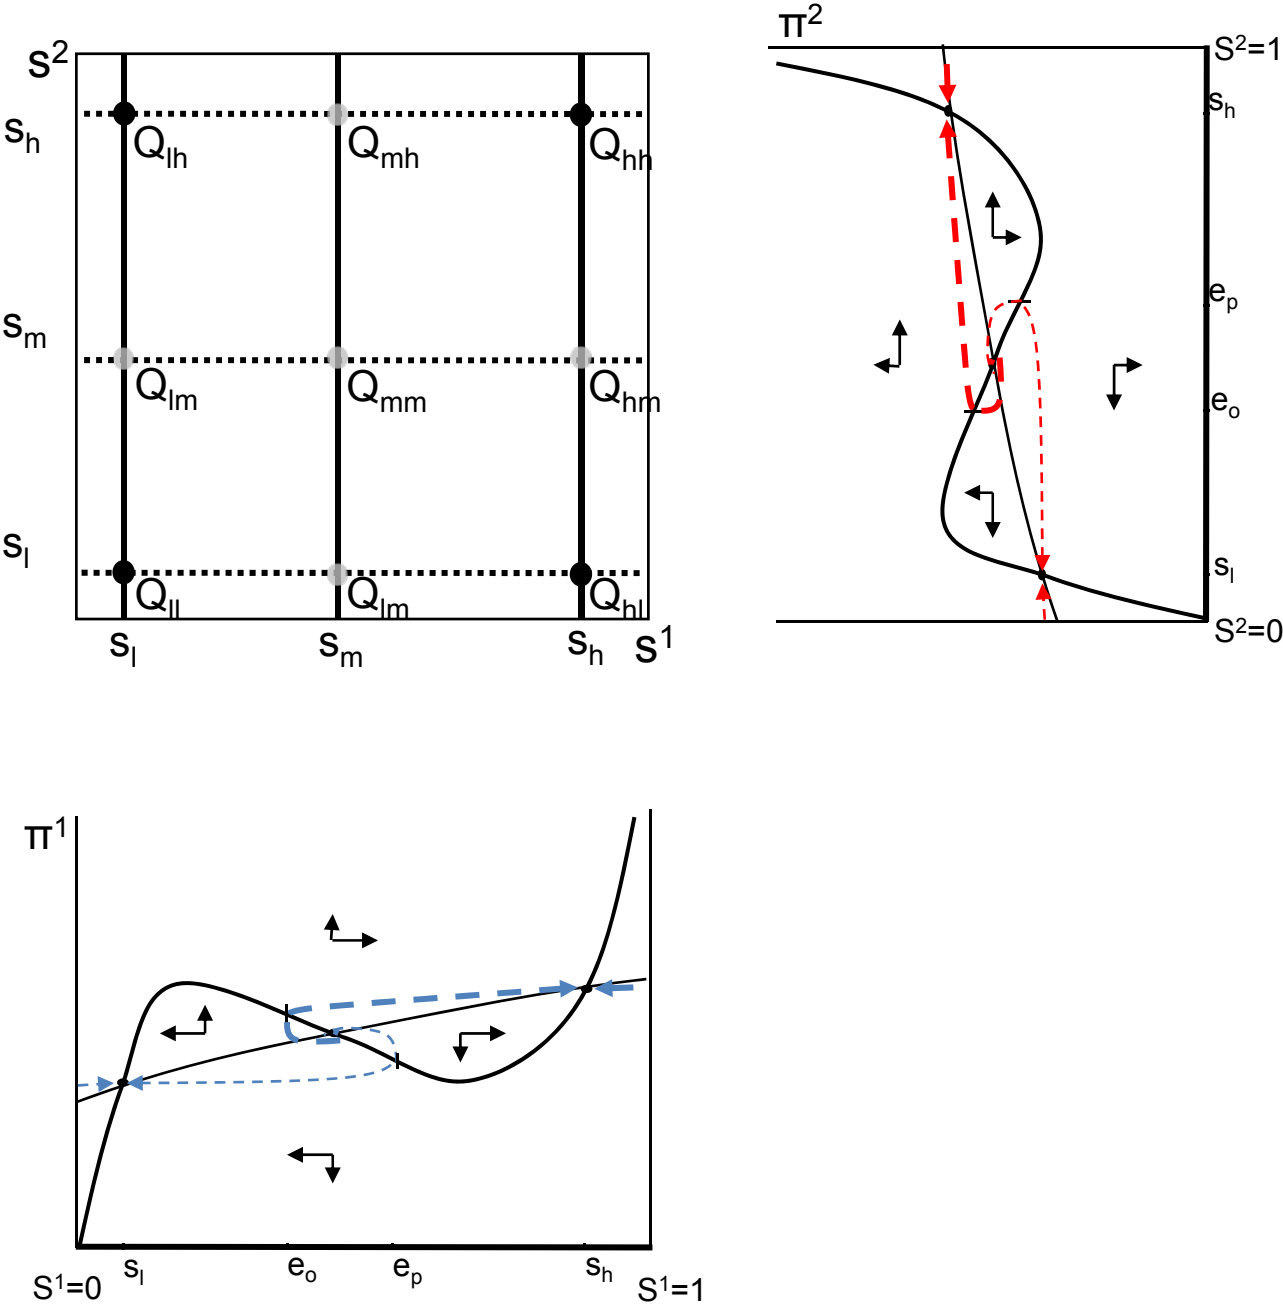 π²
S²=1
s²
s_h
Q_lh
Q_mh
Q_hh
s_h
e_p
s_m
Q_lm
Q_mm
Q_hm
e_o
s_l
Q_ll
Q_lm
Q_hl
s_l
S²=0
s_l
s_m
s_h
s¹
π¹
s_l
e_o
e_p
s_h
S¹=0
S¹=1